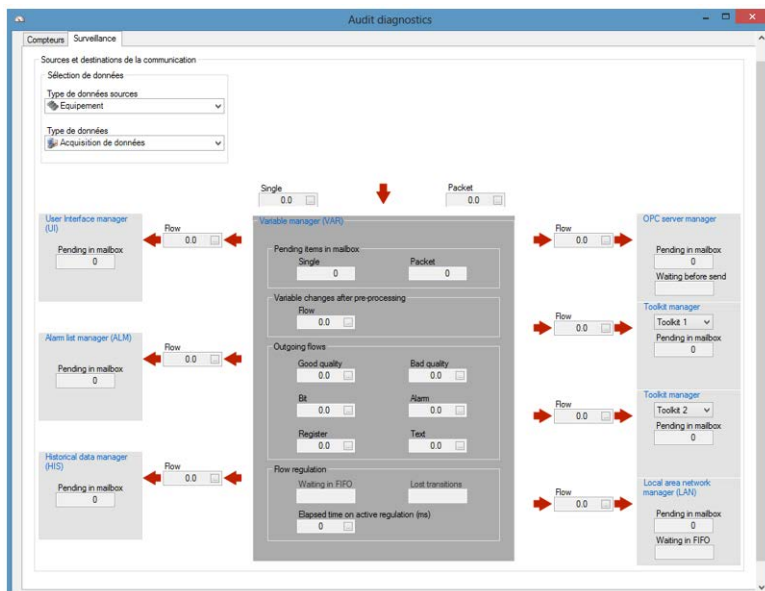 Audit diagnostics
Compteurs Surveillance
Sources et destinations de la communication
Sélection de données
Type de données sources
Equipement
Type de données
Acquisition de données
Single Packet
0.0 0.0
User Interface manager
(UI)
Pending in mailbox
0
Flow
0.0
Alarm list manager (ALM)
Pending in mailbox
0
Flow
0.0
Historical data manager
(HIS)
Pending in mailbox
0
Flow
0.0
Variable manager (VAR)
Pending items in mailbox
Single Packet
0 0
Variable changes after pre-processing
Flow
0.0
Outgoing flows
Good quality Bad quality
0.0 0.0
Bit Alarm
0.0 0.0
Register Text
0.0 0.0
Flow regulation
Waiting in FIFO Lost transitions
Elapsed time on active regulation (ms)
0
Flow
0.0
OPC server manager
Pending in mailbox
0
Waiting before send
Flow
0.0
Toolkit manager
Toolkit 1
Pending in mailbox
0
Flow
0.0
Toolkit manager
Toolkit 2
Pending in mailbox
0
Flow
0.0
Local area network
manager (LAN)
Pending in mailbox
0
Waiting in FIFO